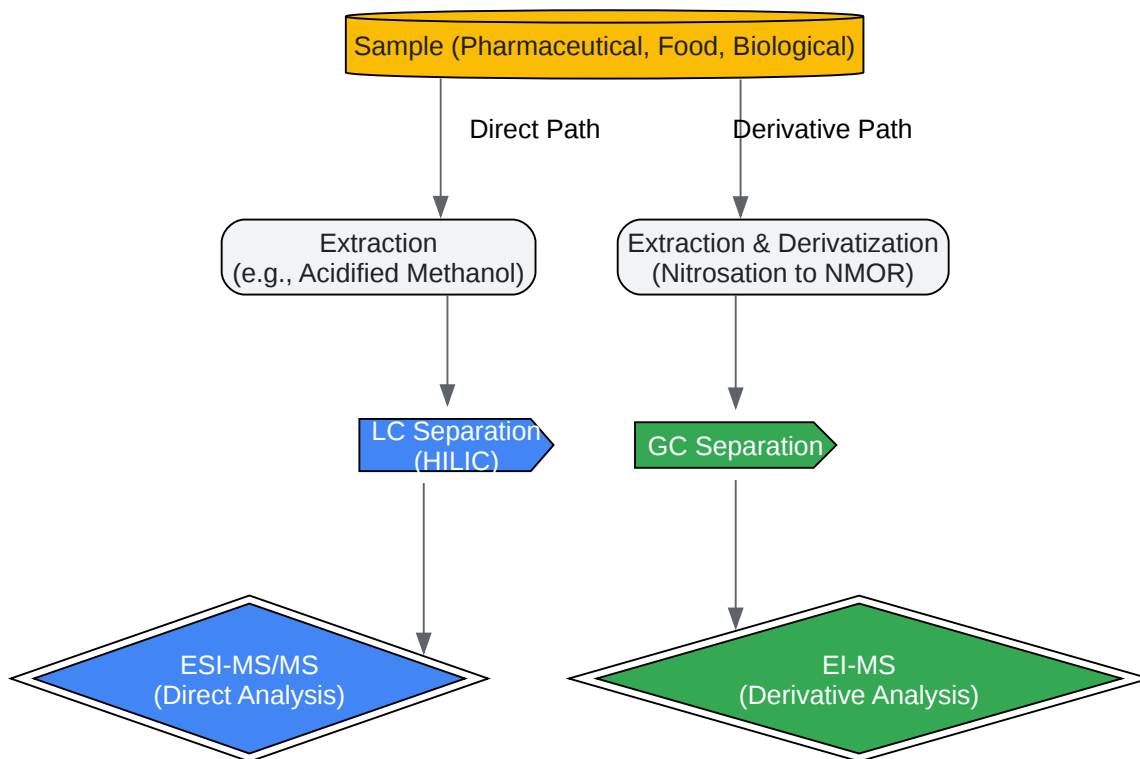 Sample (Pharmaceutical, Food, Biological)
Direct Path
Derivative Path
Extraction
(e.g., Acidified Methanol)
Extraction & Derivatization
(Nitrosation to NMOR)
LC Separation
(HILIC)
GC Separation
ESI-MS/MS
(Direct Analysis)
EI-MS
(Derivative Analysis)